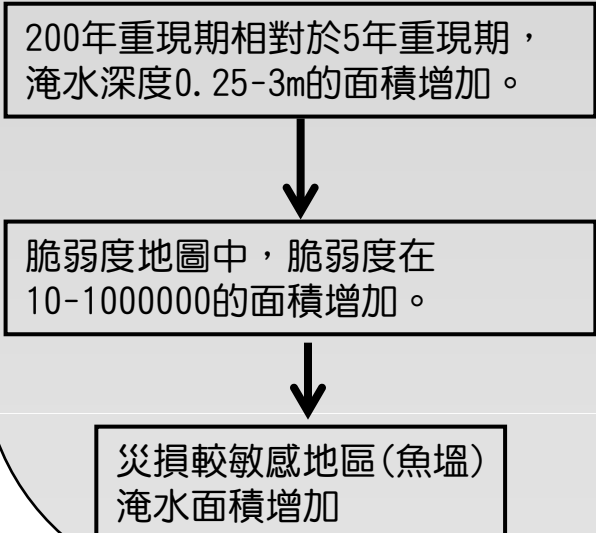 200年重現期相對於5年重現期，
淹水深度0.25-3m的面積增加。
脆弱度地圖中，脆弱度在
10-1000000的面積增加。
災損較敏感地區(魚塭)
淹水面積增加